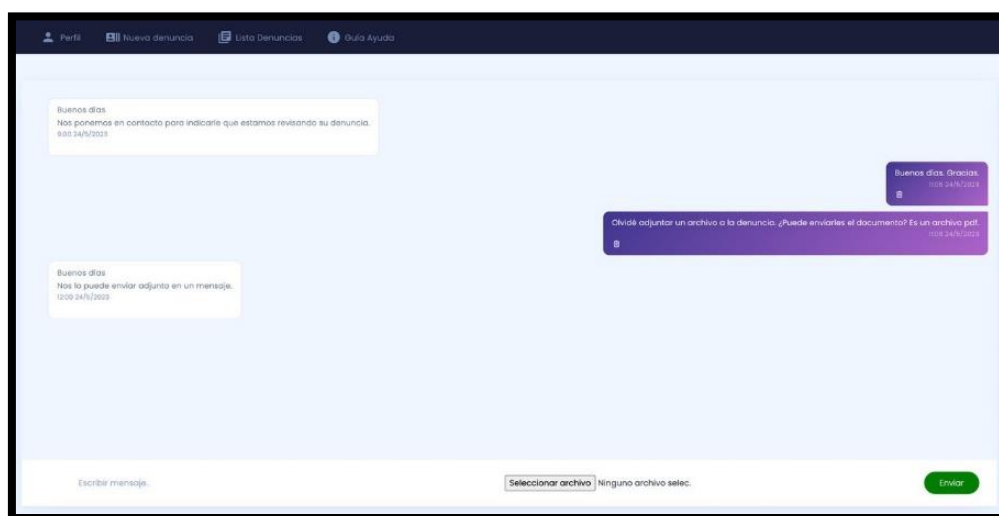 Perfil Nueva denuncia Lista Denuncias Guía Ayuda
Buenos días
Nos ponemos en contacto para indicarle que estamos revisando su denuncia.
9:00 24/5/2023
Buenos días. Gracias.
11:05 24/5/2023
Olvidé adjuntar un archivo a la denuncia. ¿Puede enviarles el documento? Es un archivo pdf.
11:08 24/5/2023
Buenos días
Nos lo puede enviar adjunto en un mensaje.
12:00 24/5/2023
Escribir mensaje.. Seleccionar archivo Ninguno archivo selec. Enviar